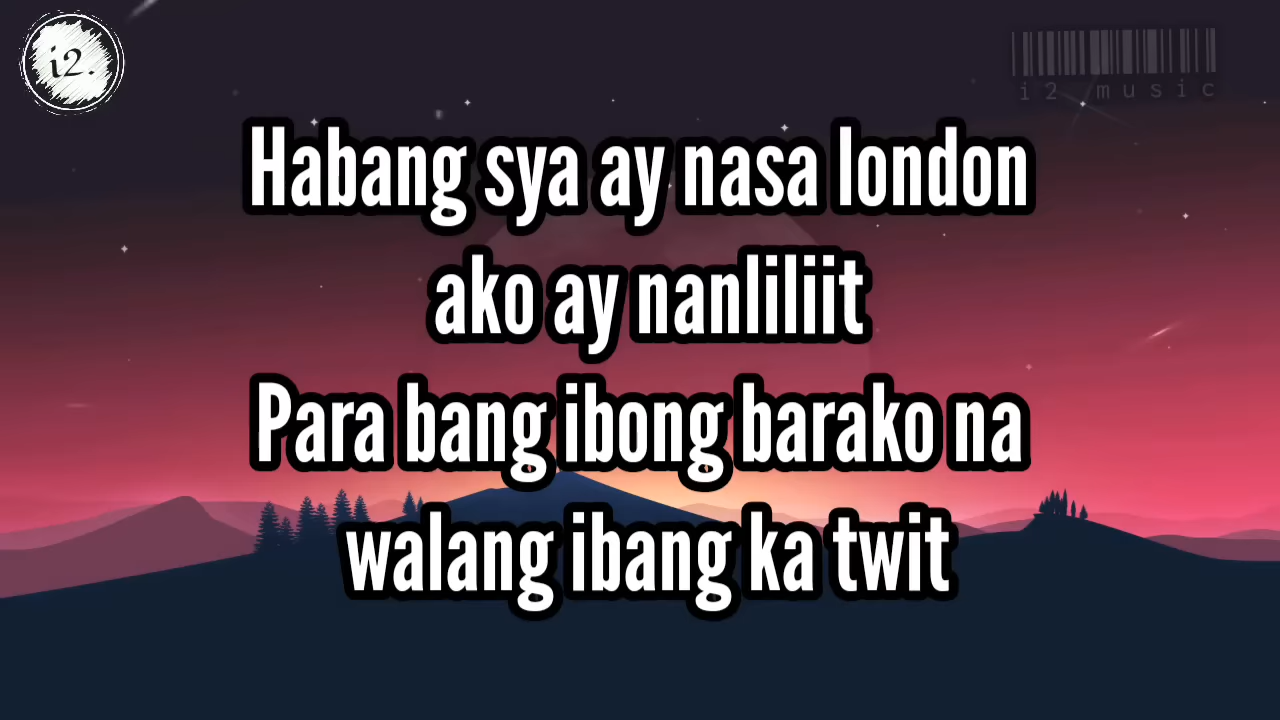 i2.
i2 music
Habang sya ay nasa london
ako ay nanliliit
Para bang ibong barako na
walang ibang ka twit